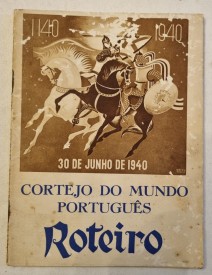 1140 1940
30 DE JUNHO DE 1940
CORTEJO DO MUNDO
PORTUGUÊS
Roteiro